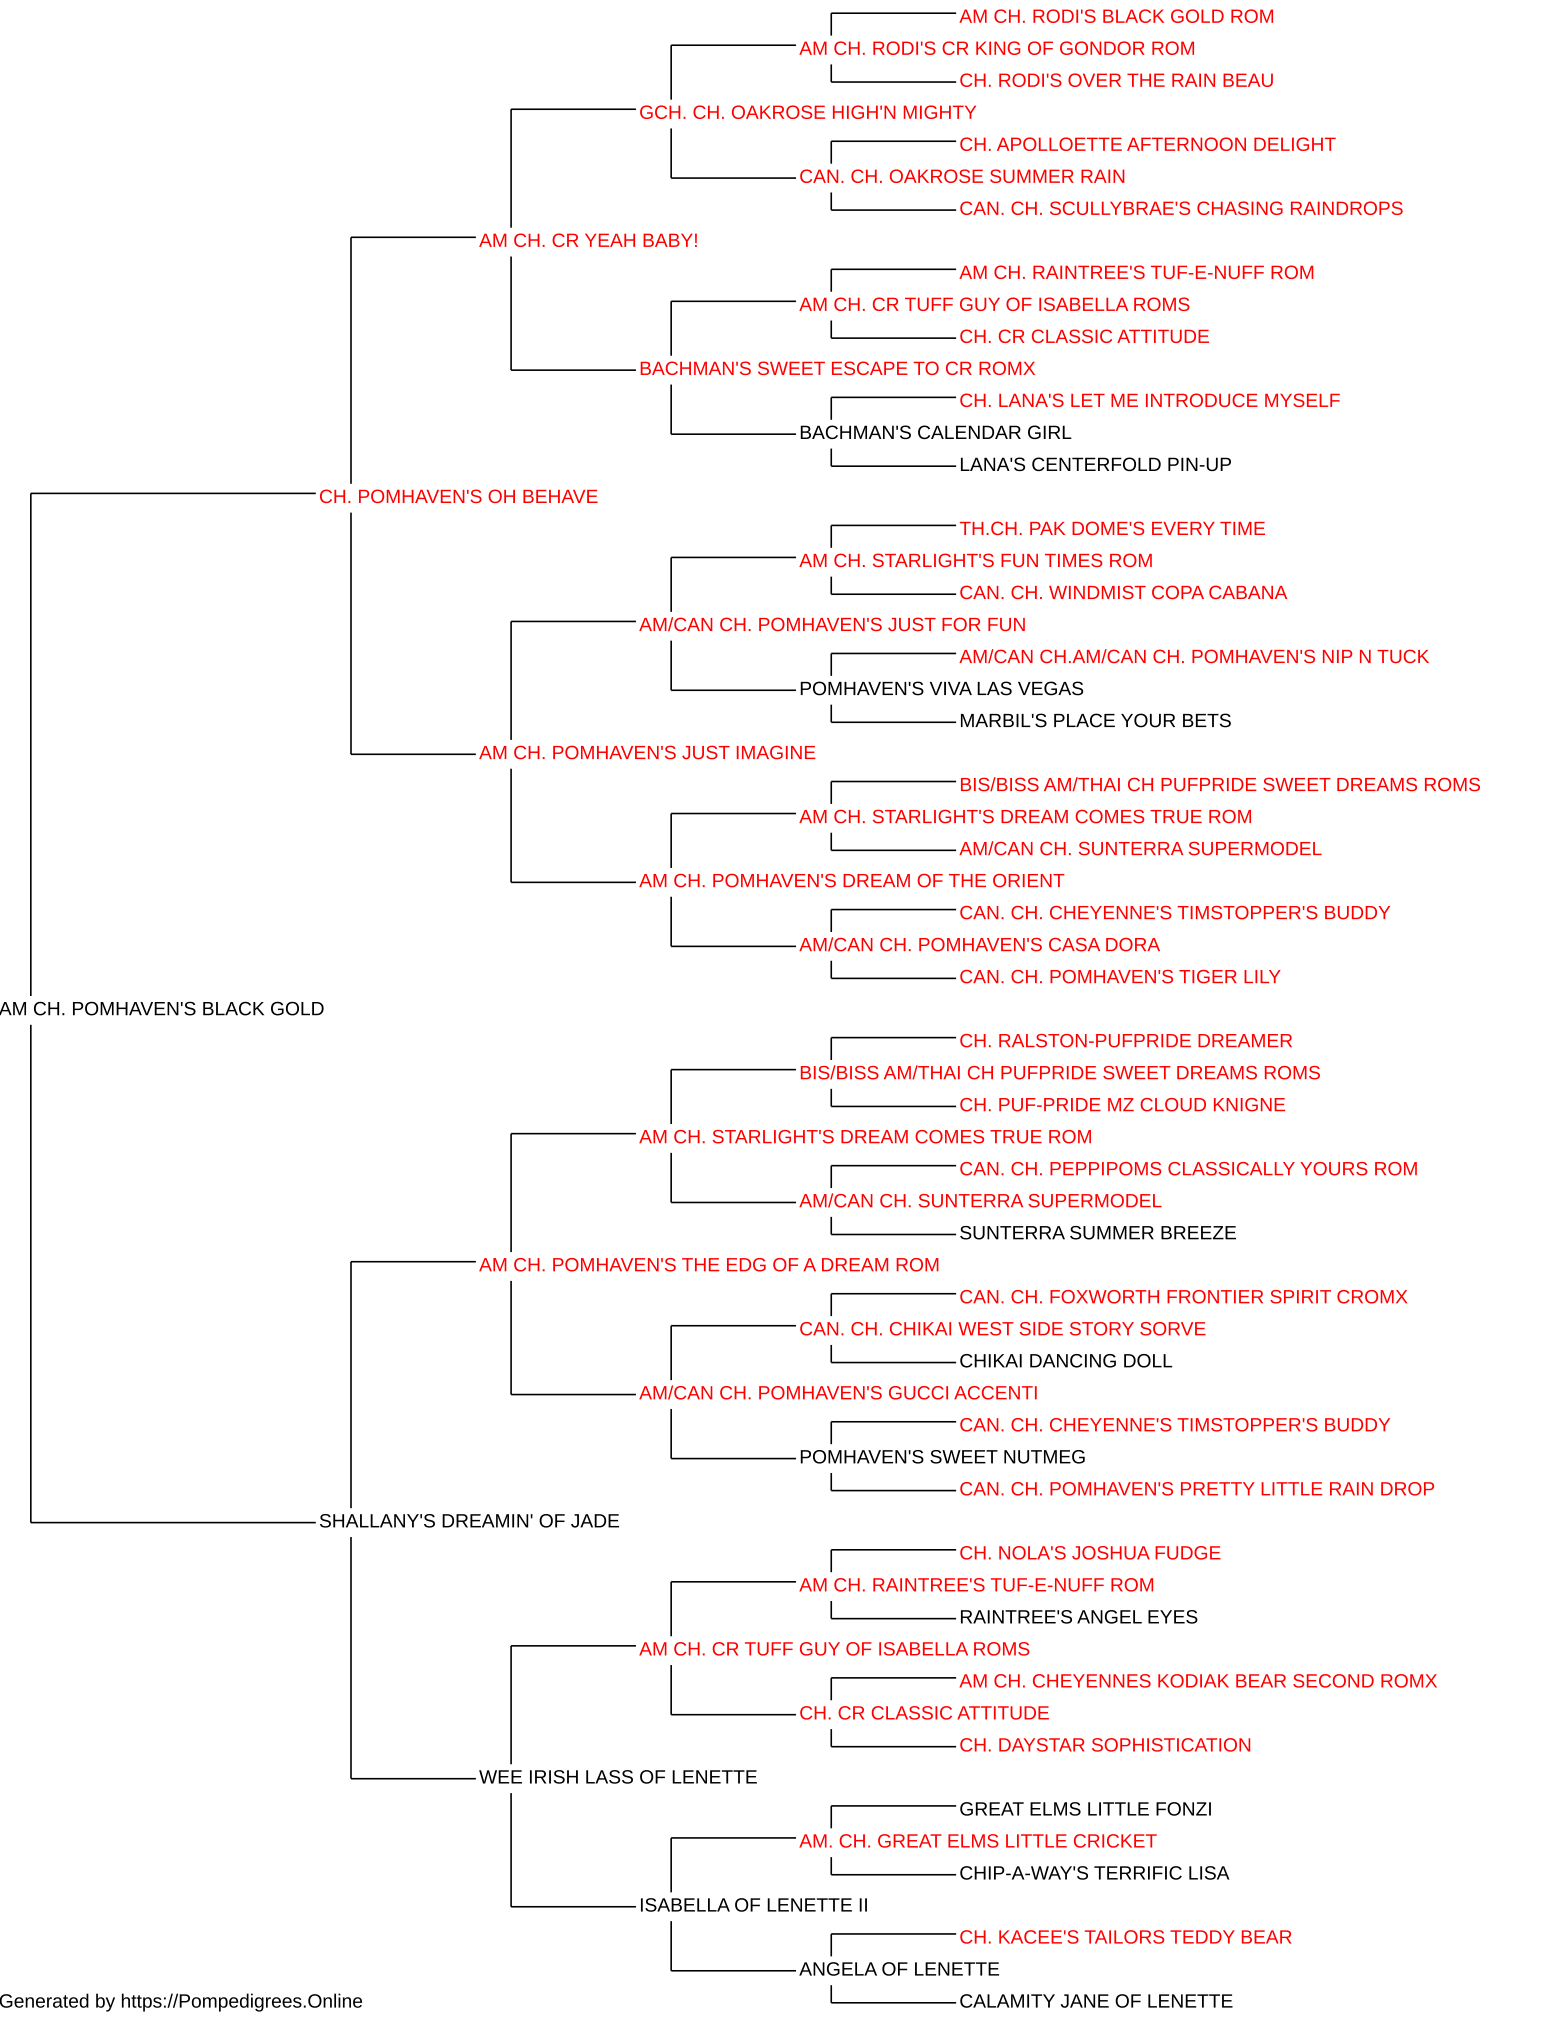 AM CH. RODI'S BLACK GOLD ROM
AM CH. RODI'S CR KING OF GONDOR ROM
CH. RODI'S OVER THE RAIN BEAU
GCH. CH. OAKROSE HIGH'N MIGHTY
CH. APOLLOETTE AFTERNOON DELIGHT
CAN. CH. OAKROSE SUMMER RAIN
CAN. CH. SCULLYBRAE'S CHASING RAINDROPS
AM CH. CR YEAH BABY!
AM CH. RAINTREE'S TUF-E-NUFF ROM
AM CH. CR TUFF GUY OF ISABELLA ROMS
CH. CR CLASSIC ATTITUDE
BACHMAN'S SWEET ESCAPE TO CR ROMX
CH. LANA'S LET ME INTRODUCE MYSELF
BACHMAN'S CALENDAR GIRL
LANA'S CENTERFOLD PIN-UP
CH. POMHAVEN'S OH BEHAVE
TH.CH. PAK DOME'S EVERY TIME
AM CH. STARLIGHT'S FUN TIMES ROM
CAN. CH. WINDMIST COPA CABANA
AM/CAN CH. POMHAVEN'S JUST FOR FUN
AM/CAN CH.AM/CAN CH. POMHAVEN'S NIP N TUCK
POMHAVEN'S VIVA LAS VEGAS
MARBIL'S PLACE YOUR BETS
AM CH. POMHAVEN'S JUST IMAGINE
BIS/BISS AM/THAI CH PUFPRIDE SWEET DREAMS ROMS
AM CH. STARLIGHT'S DREAM COMES TRUE ROM
AM/CAN CH. SUNTERRA SUPERMODEL
AM CH. POMHAVEN'S DREAM OF THE ORIENT
CAN. CH. CHEYENNE'S TIMSTOPPER'S BUDDY
AM/CAN CH. POMHAVEN'S CASA DORA
CAN. CH. POMHAVEN'S TIGER LILY
AM CH. POMHAVEN'S BLACK GOLD
CH. RALSTON-PUFPRIDE DREAMER
BIS/BISS AM/THAI CH PUFPRIDE SWEET DREAMS ROMS
CH. PUF-PRIDE MZ CLOUD KNIGNE
AM CH. STARLIGHT'S DREAM COMES TRUE ROM
CAN. CH. PEPPIPOMS CLASSICALLY YOURS ROM
AM/CAN CH. SUNTERRA SUPERMODEL
SUNTERRA SUMMER BREEZE
AM CH. POMHAVEN'S THE EDG OF A DREAM ROM
CAN. CH. FOXWORTH FRONTIER SPIRIT CROMX
CAN. CH. CHIKAI WEST SIDE STORY SORVE
CHIKAI DANCING DOLL
AM/CAN CH. POMHAVEN'S GUCCI ACCENTI
CAN. CH. CHEYENNE'S TIMSTOPPER'S BUDDY
POMHAVEN'S SWEET NUTMEG
CAN. CH. POMHAVEN'S PRETTY LITTLE RAIN DROP
SHALLANY'S DREAMIN' OF JADE
CH. NOLA'S JOSHUA FUDGE
AM CH. RAINTREE'S TUF-E-NUFF ROM
RAINTREE'S ANGEL EYES
AM CH. CR TUFF GUY OF ISABELLA ROMS
AM CH. CHEYENNES KODIAK BEAR SECOND ROMX
CH. CR CLASSIC ATTITUDE
CH. DAYSTAR SOPHISTICATION
WEE IRISH LASS OF LENETTE
GREAT ELMS LITTLE FONZI
AM. CH. GREAT ELMS LITTLE CRICKET
CHIP-A-WAY'S TERRIFIC LISA
ISABELLA OF LENETTE II
CH. KACEE'S TAILORS TEDDY BEAR
ANGELA OF LENETTE
CALAMITY JANE OF LENETTE
Generated by https://Pompedigrees.Online